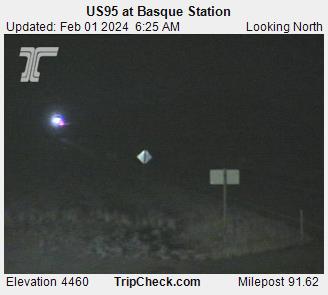 US95 at Basque Station
Updated: Feb 01 2024 6:25 AM Looking North
Elevation 4460 TripCheck.com Milepost 91.62